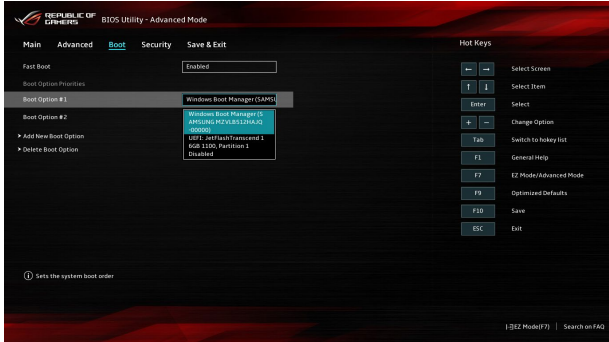 REPUBLIC OF
GAMERS
BIOS Utility - Advanced Mode
Main Advanced Boot Security Save & Exit
Hot Keys
Fast Boot Enabled
Boot Option Priorities
Boot Option #1 Windows Boot Manager (SAMSU
Boot Option #2
Windows Boot Manager (S
AMSUNG MZVLB512HAJQ
-00000)
UEFI: JetFlashTranscend 1
6GB 1100, Partition 1
Disabled
Add New Boot Option
Delete Boot Option
← → Select Screen
↑ ↓ Select Item
Enter Select
+ − Change Option
Tab Switch to hokey list
F1 General Help
F7 EZ Mode/Advanced Mode
F9 Optimized Defaults
F10 Save
ESC Exit
Sets the system boot order
EZ Mode(F7) | Search on FAQ